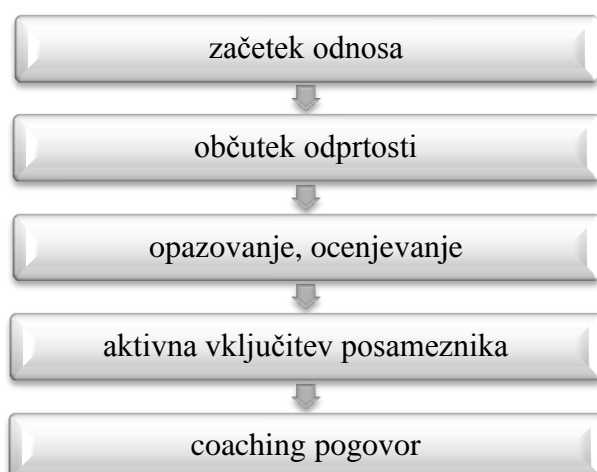 začetek odnosa
občutek odprtosti
opazovanje, ocenjevanje
aktivna vključitev posameznika
coaching pogovor